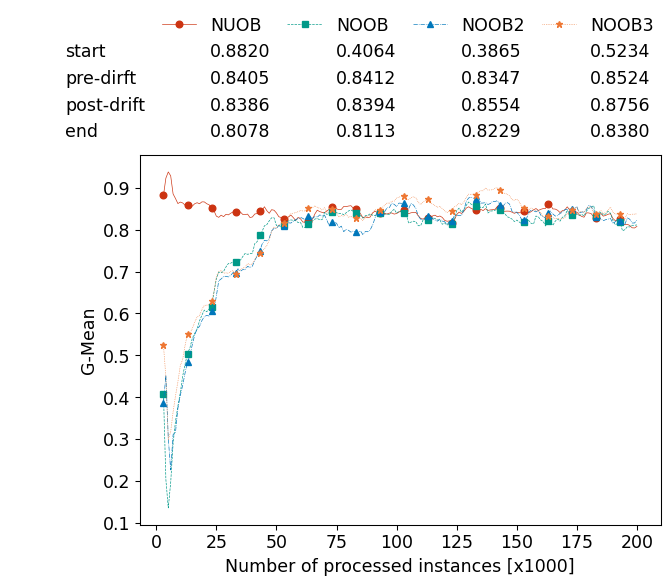 NUOB NOOB NOOB2 NOOB3
start 0.8820 0.4064 0.3865 0.5234
pre-dirft 0.8405 0.8412 0.8347 0.8524
post-drift 0.8386 0.8394 0.8554 0.8756
end 0.8078 0.8113 0.8229 0.8380
0.9
0.8
0.7
0.6
0.5
0.4
0.3
0.2
0.1
G-Mean
0 25 50 75 100 125 150 175 200
Number of processed instances [x1000]